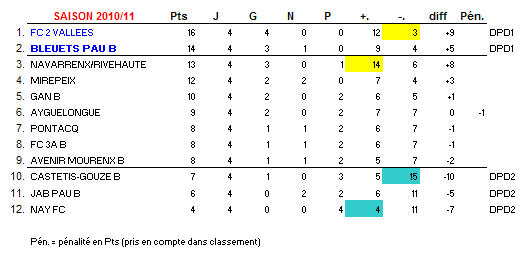 SAISON 2010/11 Pts J G N P +. -. diff Pén.
1. FC 2 VALLEES 16 4 4 0 0 12 3 +9 DPD1
2. BLEUETS PAU B 14 4 3 1 0 9 4 +5 DPD1
3. NAVARRENX/RIVEHAUTE 13 4 3 0 1 14 6 +8
4. MIREPEIX 12 4 2 2 0 7 4 +3
5. GAN B 10 4 2 0 2 6 5 +1
6. AYGUELONGUE 9 4 2 0 2 7 7 0 -1
7. PONTACQ 8 4 1 1 2 6 7 -1
8. FC 3A B 8 4 1 1 2 6 7 -1
9. AVENIR MOURENX B 8 4 1 1 2 5 7 -2
10. CASTETIS-GOUZE B 7 4 1 0 3 5 15 -10 DPD2
11. JAB PAU B 6 4 0 2 2 6 11 -5 DPD2
12. NAY FC 4 4 0 0 4 4 11 -7 DPD2
Pén. = pénalité en Pts (pris en compte dans classement)